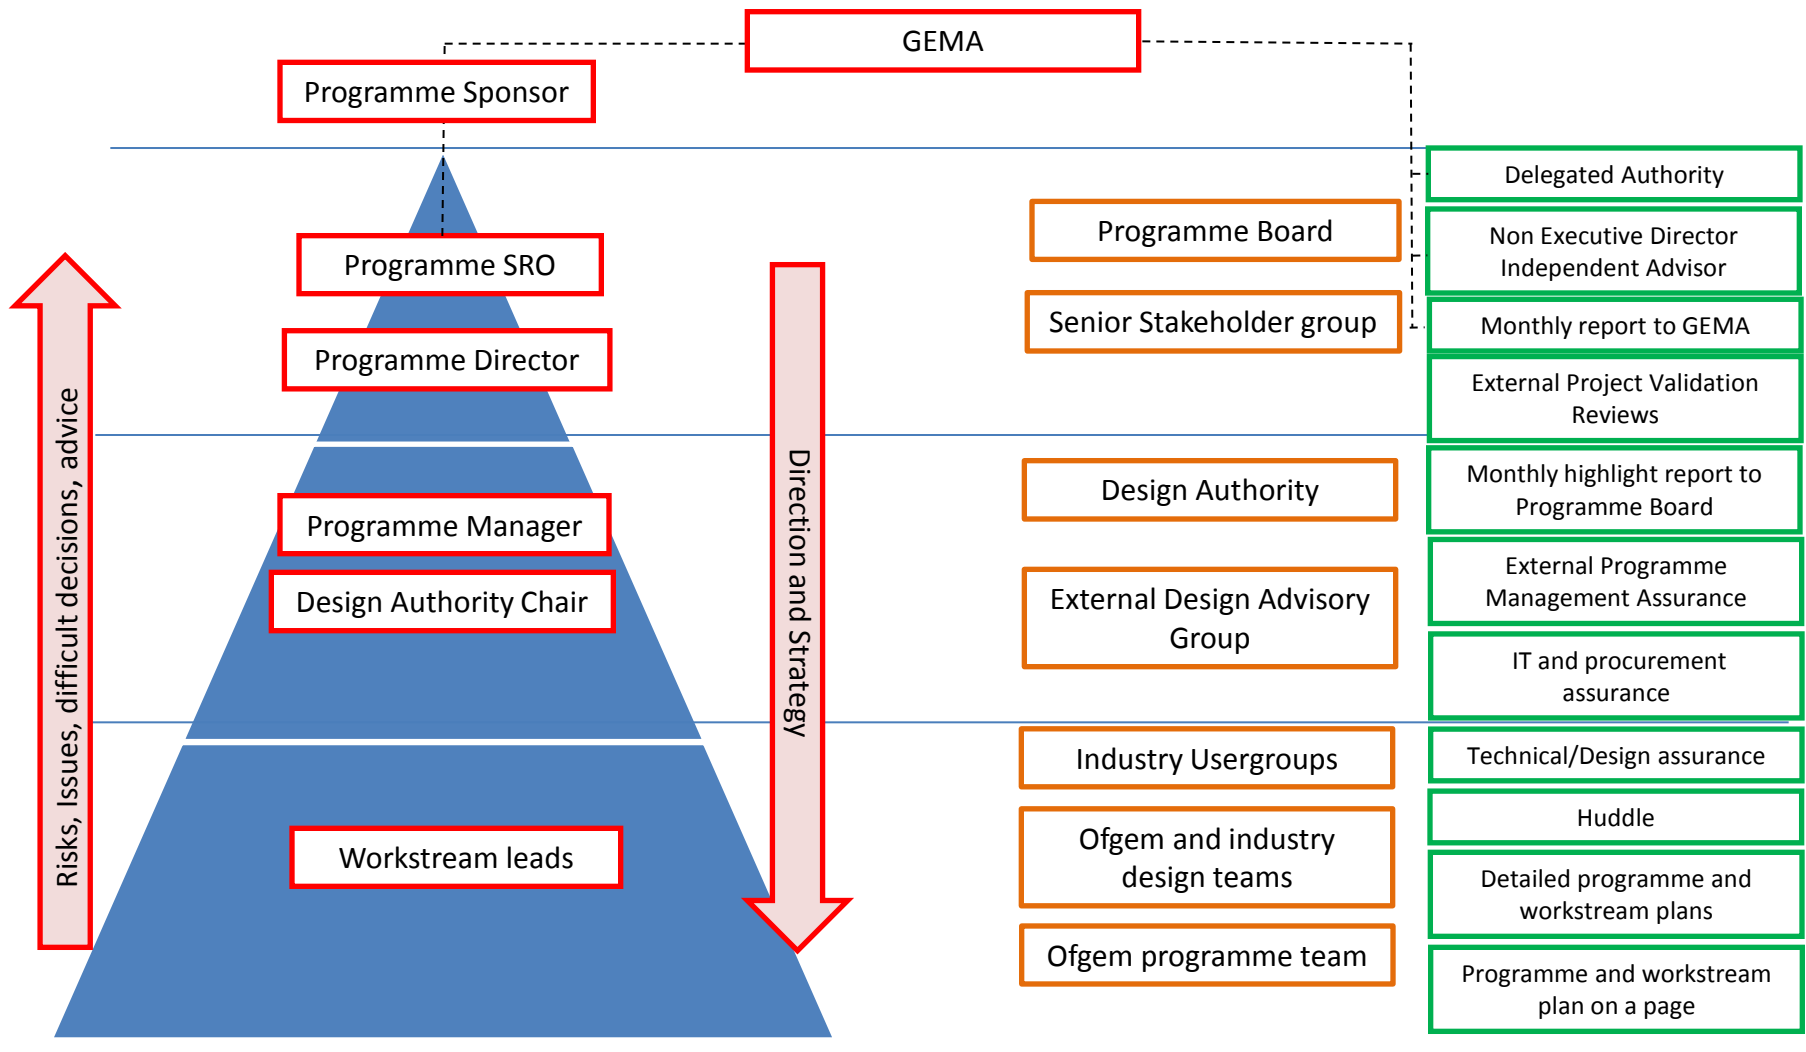 GEMA
Programme Sponsor
Programme SRO
Programme Director
Programme Manager
Design Authority Chair
Workstream leads
Risks, Issues, difficult decisions, advice
Direction and Strategy
Programme Board
Senior Stakeholder group
Design Authority
External Design Advisory
Group
Industry Usergroups
Ofgem and industry
design teams
Ofgem programme team
Delegated Authority
Non Executive Director
Independent Advisor
Monthly report to GEMA
External Project Validation
Reviews
Monthly highlight report to
Programme Board
External Programme
Management Assurance
IT and procurement
assurance
Technical/Design assurance
Huddle
Detailed programme and
workstream plans
Programme and workstream
plan on a page